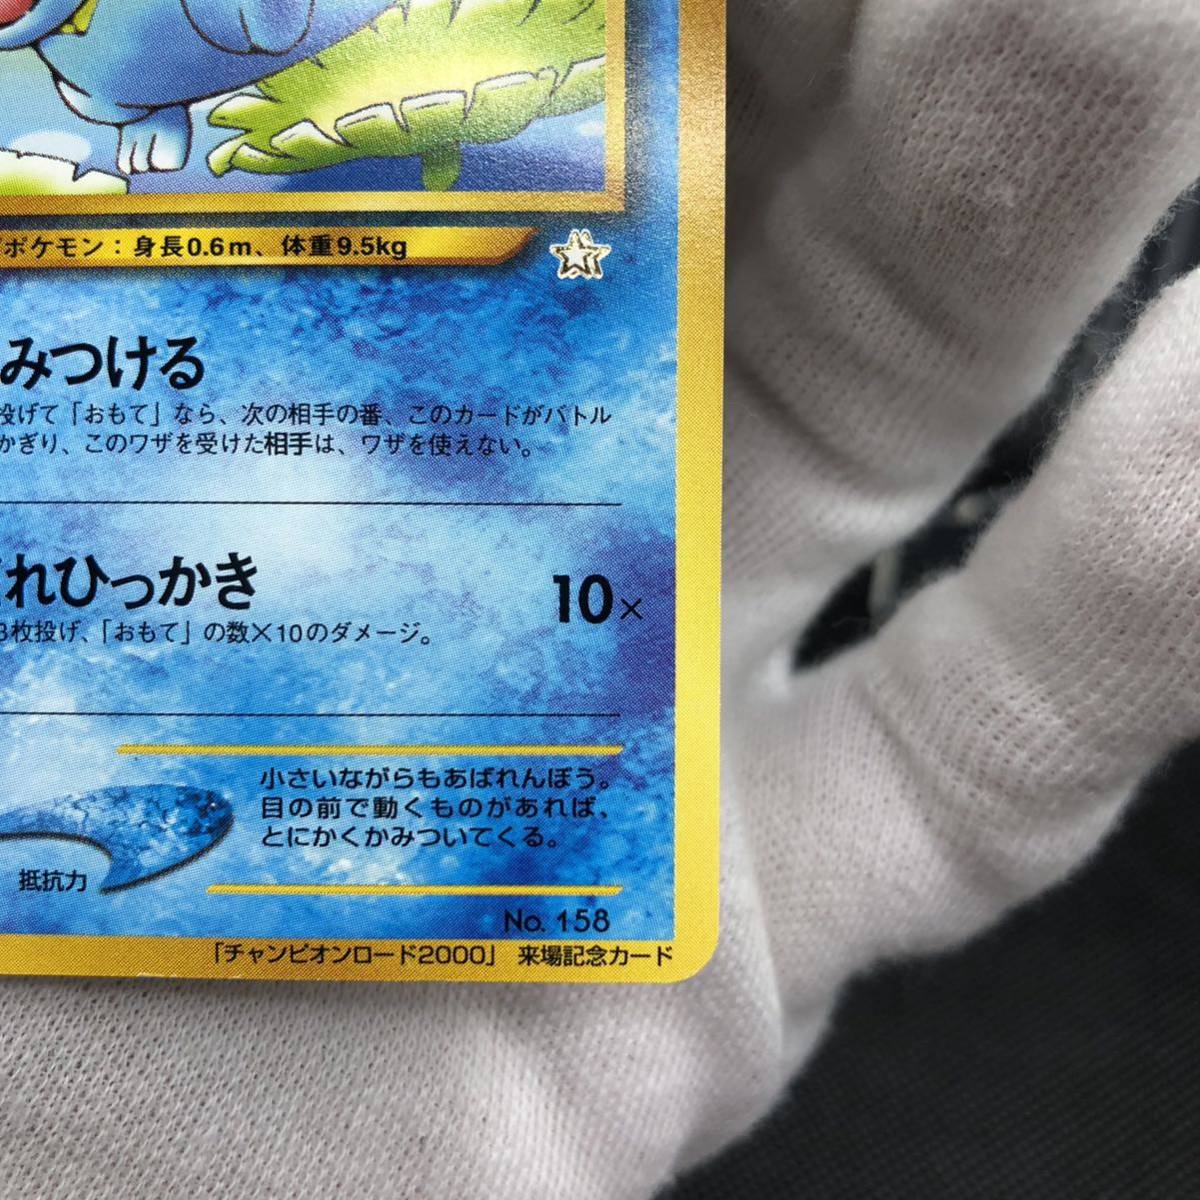 ポケモン：身長0.6m、体重9.5kg
みつける
投げて「おもて」なら、次の相手の番、このカードがバトル
かぎり、このワザを受けた相手は、ワザを使えない。
れひっかき 10×
3枚投げ、「おもて」の数×10のダメージ。
小さいながらもあばれんぼう。
目の前で動くものがあれば、
とにかくかみついてくる。
抵抗力
No. 158
「チャンピオンロード2000」 来場記念カード